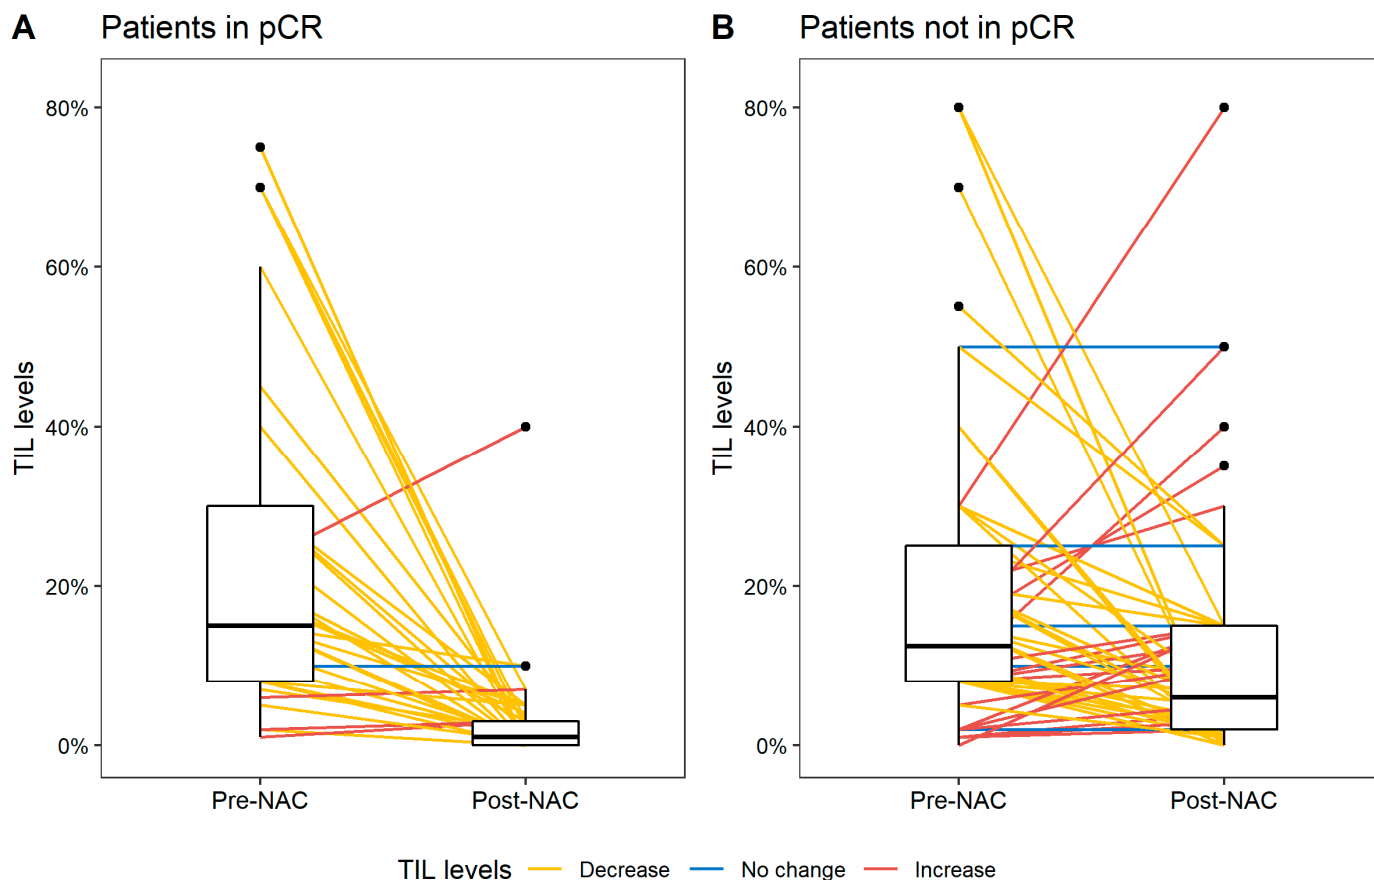 A Patients in pCR
B Patients not in pCR
TIL levels
80%
60%
40%
20%
0%
Pre-NAC Post-NAC
TIL levels
80%
60%
40%
20%
0%
Pre-NAC Post-NAC
TIL levels Decrease No change Increase